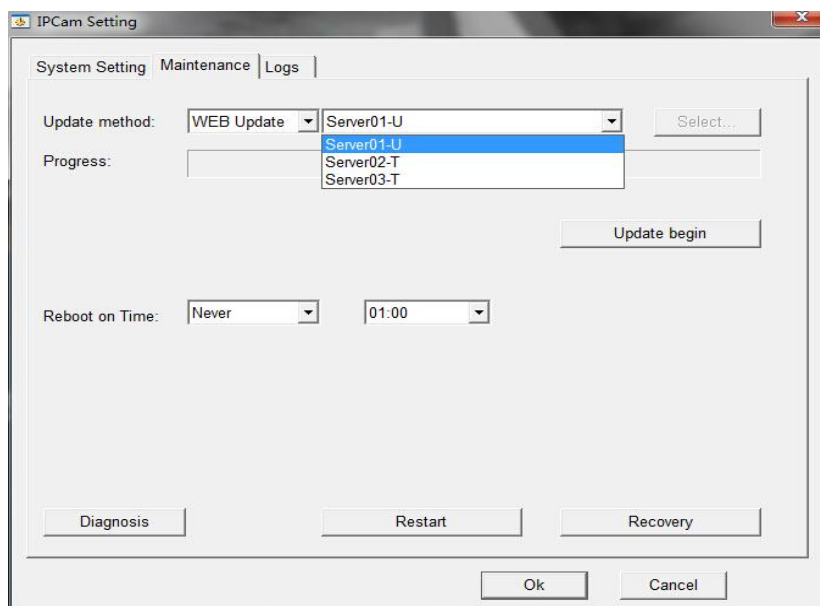 IPCam Setting
System Setting Maintenance Logs
Update method: WEB Update Server01-U Select...
Server01-U
Progress:
Server02-T
Server03-T
Update begin
Reboot on Time: Never 01:00
Diagnosis Restart Recovery
Ok Cancel